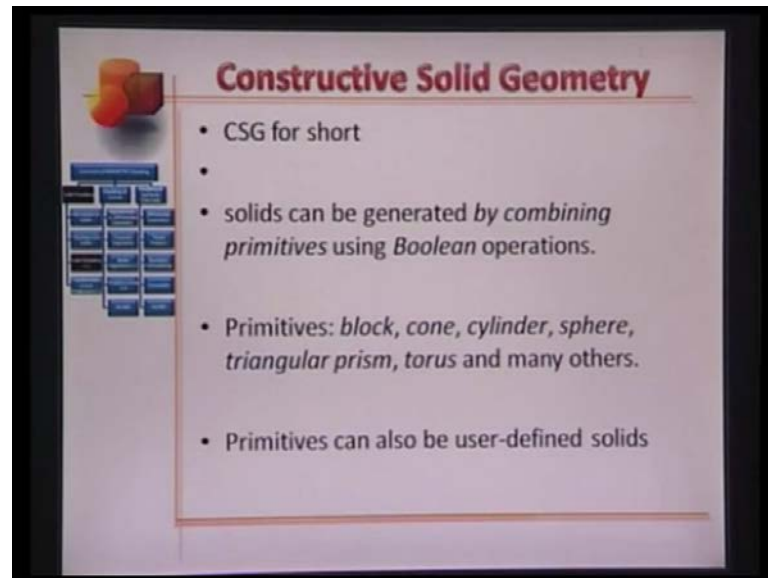 Constructive Solid Geometry
• CSG for short
•
• solids can be generated by combining
primitives using Boolean operations.
• Primitives: block, cone, cylinder, sphere,
triangular prism, torus and many others.
• Primitives can also be user-defined solids